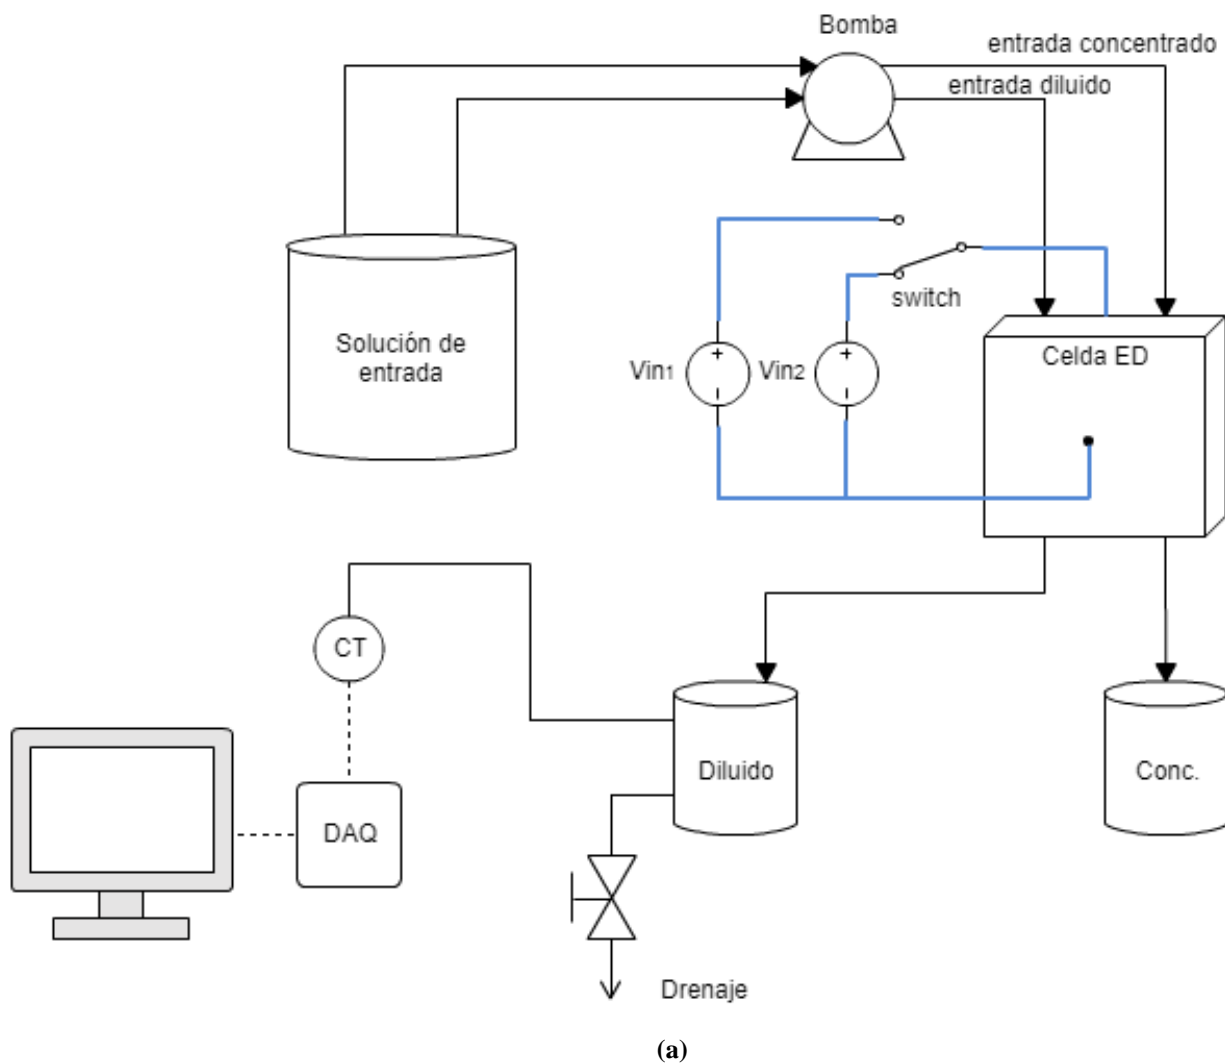 Bomba
entrada concentrado
entrada diluido
switch
Solución de
entrada
Vin1
+
-
Vin2
+
-
Celda ED
CT
Diluido
Conc.
DAQ
Drenaje
(a)